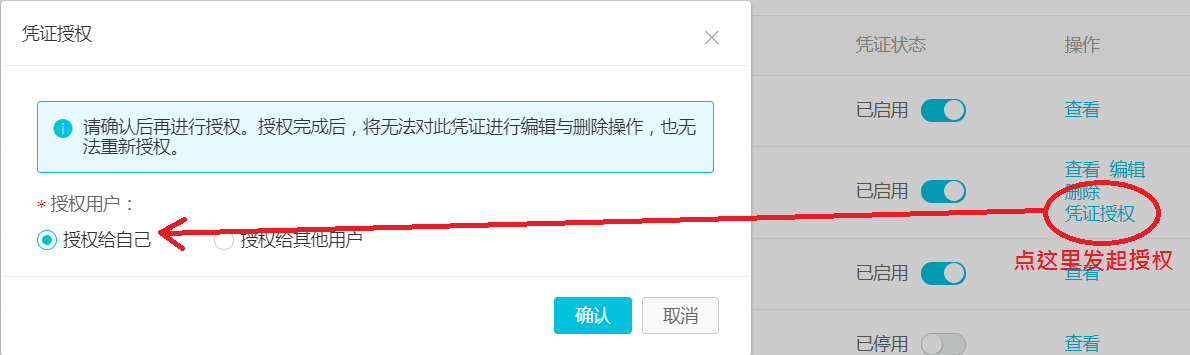 凭证授权
请确认后再进行授权。授权完成后，将无法对此凭证进行编辑与删除操作，也无
法重新授权。
* 授权用户：
授权给自己 授权给其他用户
确认 取消
凭证状态 操作
已启用 查看
已启用 查看 编辑
删除
凭证授权
点这里发起授权
已启用 查看
已停用 查看